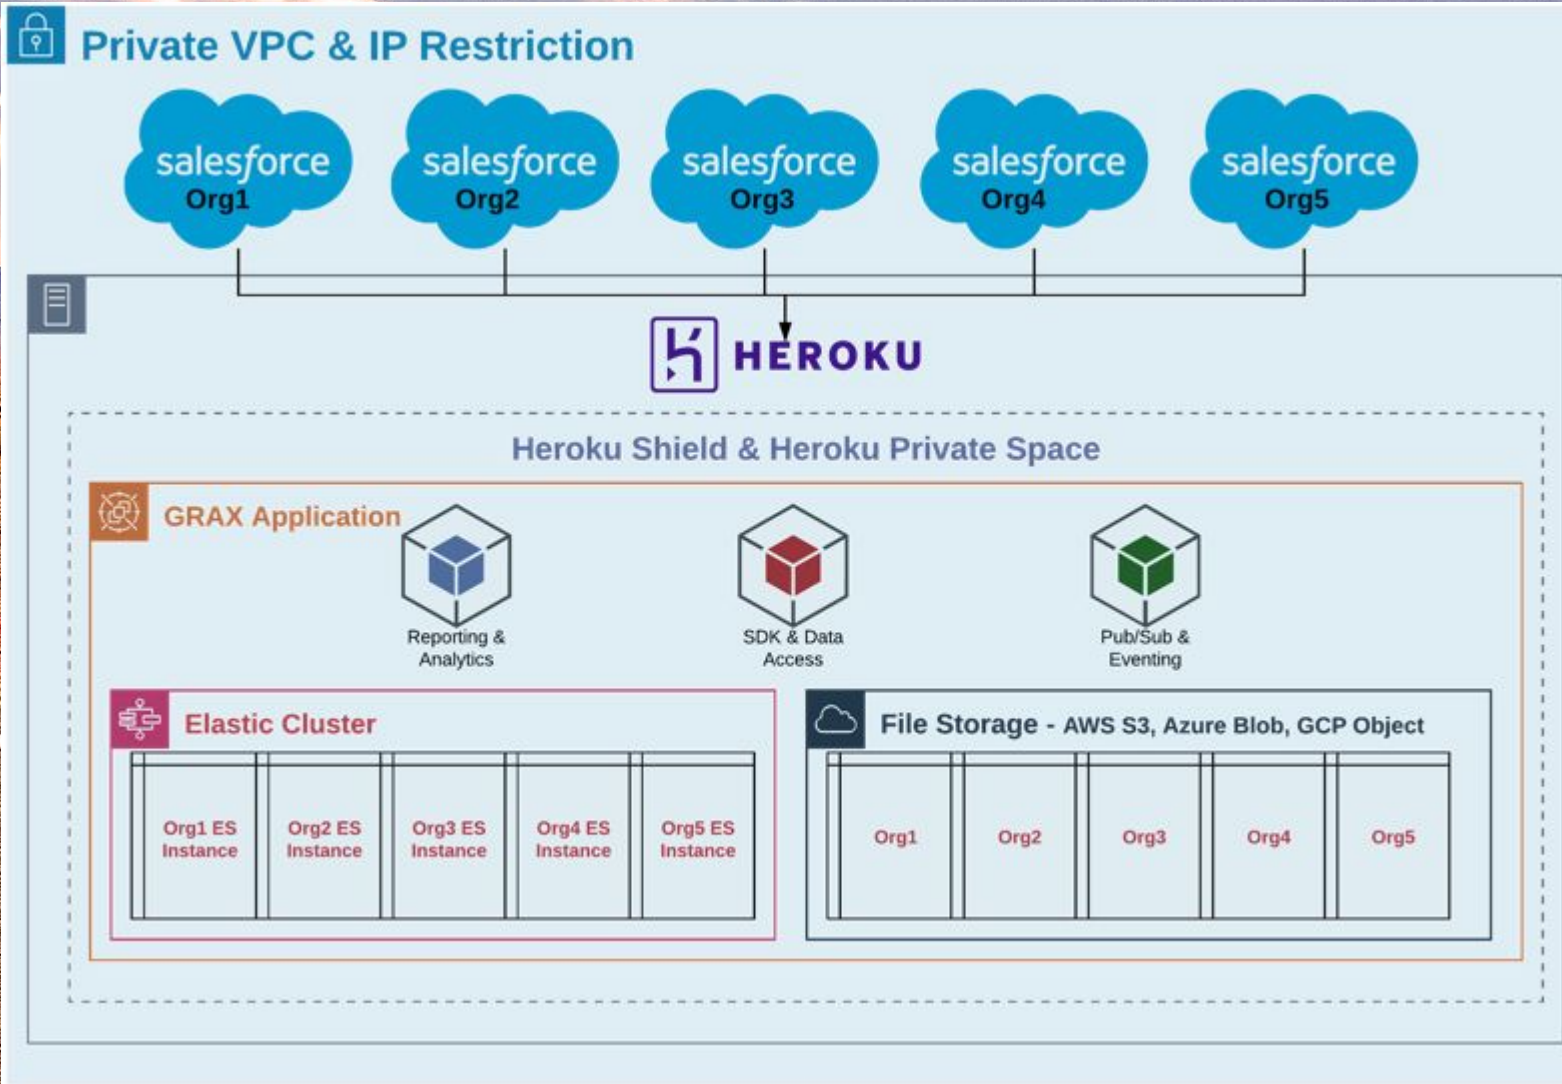 Private VPC & IP Restriction
salesforce
Org1
salesforce
Org2
salesforce
Org3
salesforce
Org4
salesforce
Org5
HEROKU
Heroku Shield & Heroku Private Space
GRAX Application
Reporting &
Analytics
SDK & Data
Access
Pub/Sub &
Eventing
Elastic Cluster
Org1 ES
Instance
Org2 ES
Instance
Org3 ES
Instance
Org4 ES
Instance
Org5 ES
Instance
File Storage - AWS S3, Azure Blob, GCP Object
Org1
Org2
Org3
Org4
Org5